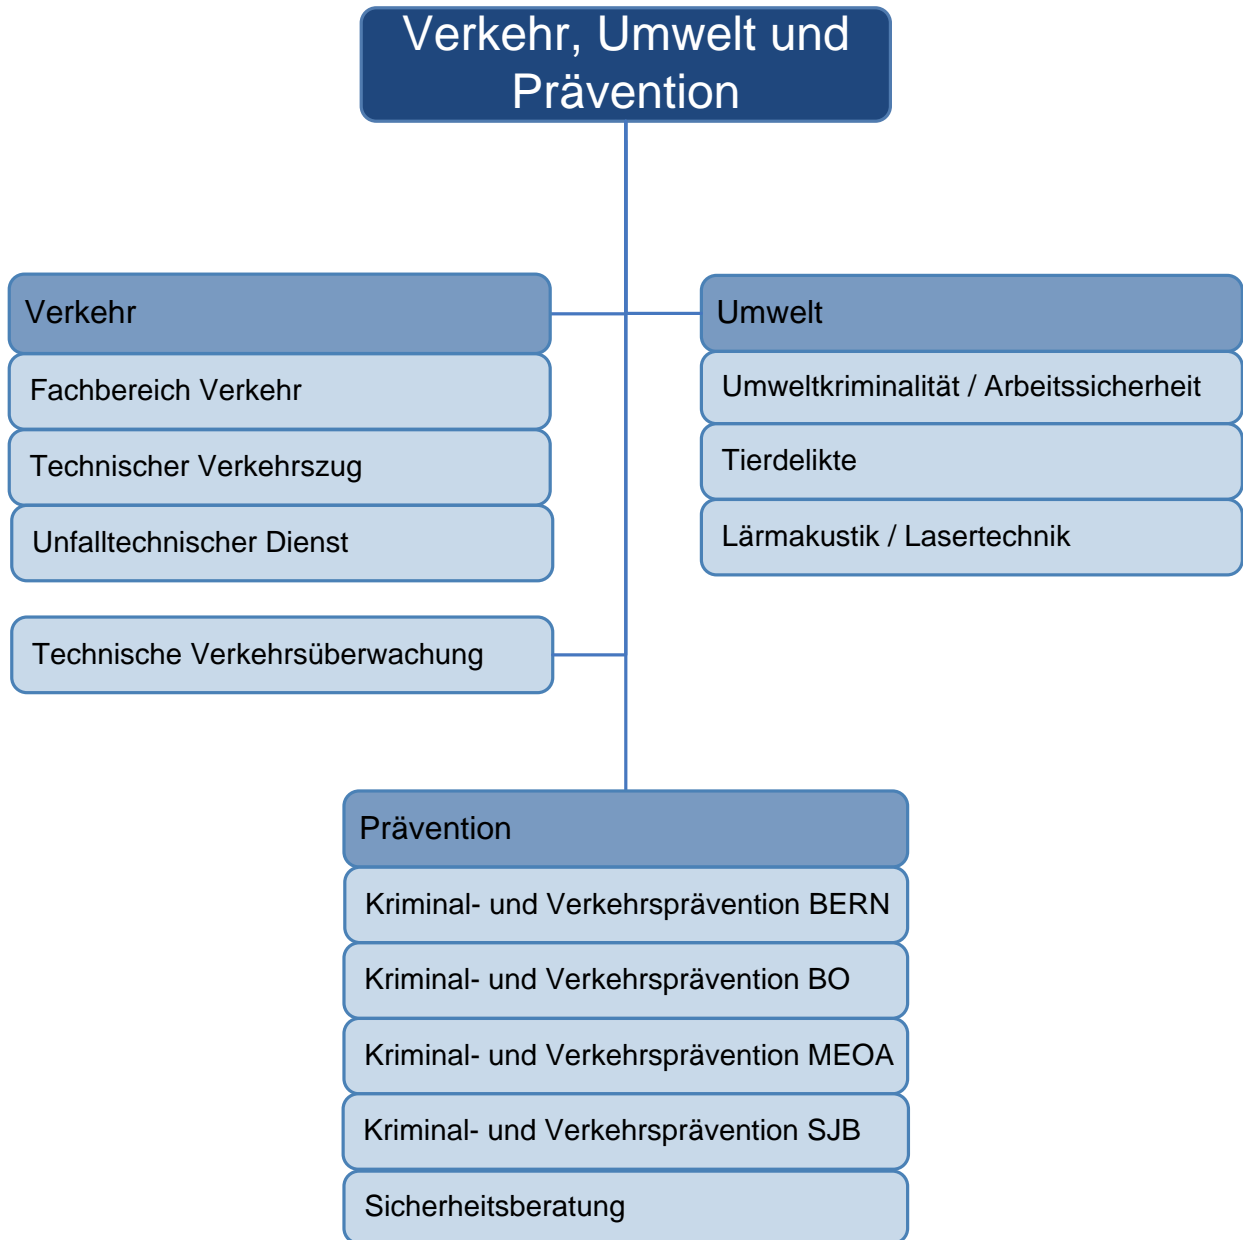 Verkehr, Umwelt und
Prävention
Verkehr
Fachbereich Verkehr
Technischer Verkehrszug
Unfalltechnischer Dienst
Technische Verkehrsüberwachung
Umwelt
Umweltkriminalität / Arbeitssicherheit
Tierdelikte
Lärmakustik / Lasertechnik
Prävention
Kriminal- und Verkehrsprävention BERN
Kriminal- und Verkehrsprävention BO
Kriminal- und Verkehrsprävention MEOA
Kriminal- und Verkehrsprävention SJB
Sicherheitsberatung